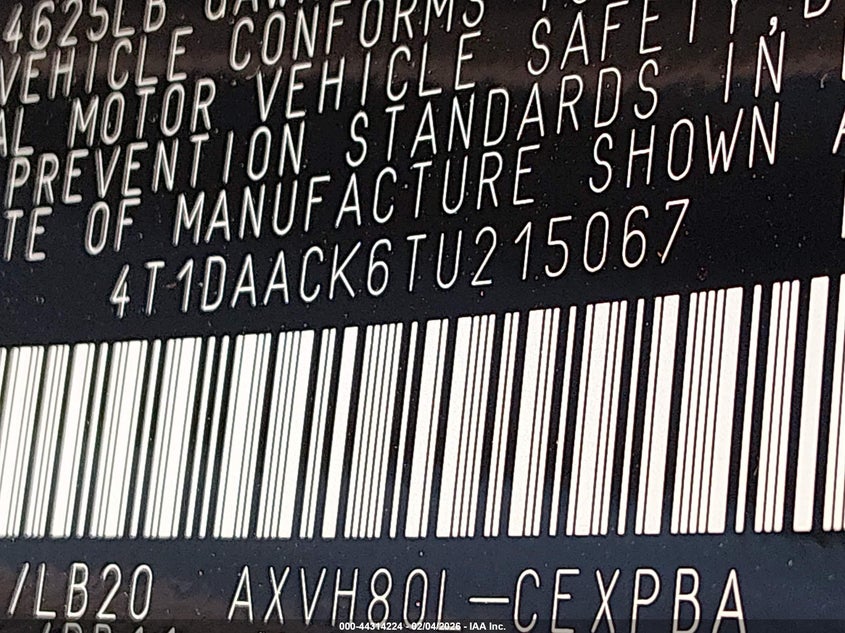 4625LB
VEHICLE CONFORMS
AL MOTOR VEHICLE SAFETY,
PREVENTION STANDARDS IN
TE OF MANUFACTURE SHOWN A
4T1DAACK6TU215067
/LB20 AXVH80L-CEXPBA
000-44314224 - 02/04/2026 - IAA Inc.